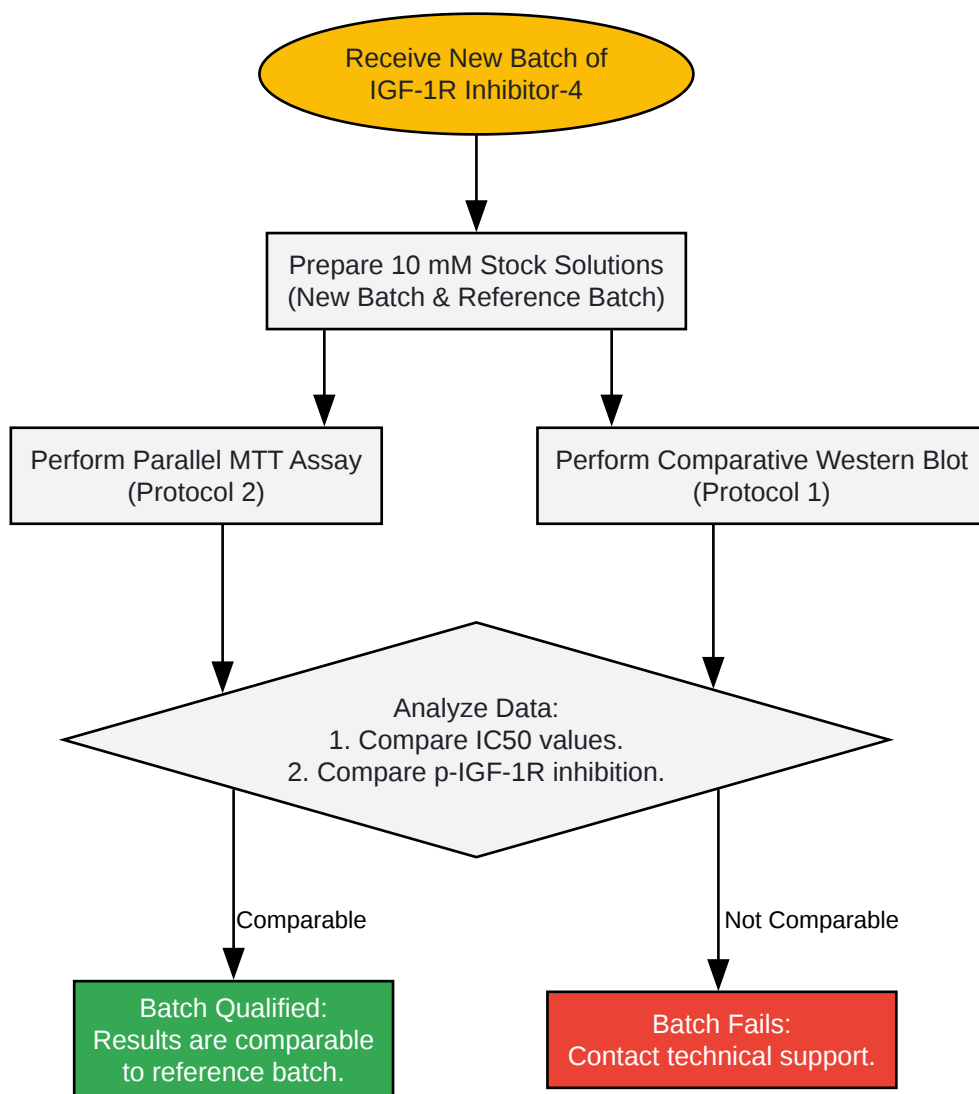 Receive New Batch of
IGF-1R Inhibitor-4
Prepare 10 mM Stock Solutions
(New Batch & Reference Batch)
Perform Parallel MTT Assay
(Protocol 2)
Perform Comparative Western Blot
(Protocol 1)
Analyze Data:
1. Compare IC50 values.
2. Compare p-IGF-1R inhibition.
Comparable
Not Comparable
Batch Qualified:
Results are comparable
to reference batch.
Batch Fails:
Contact technical support.